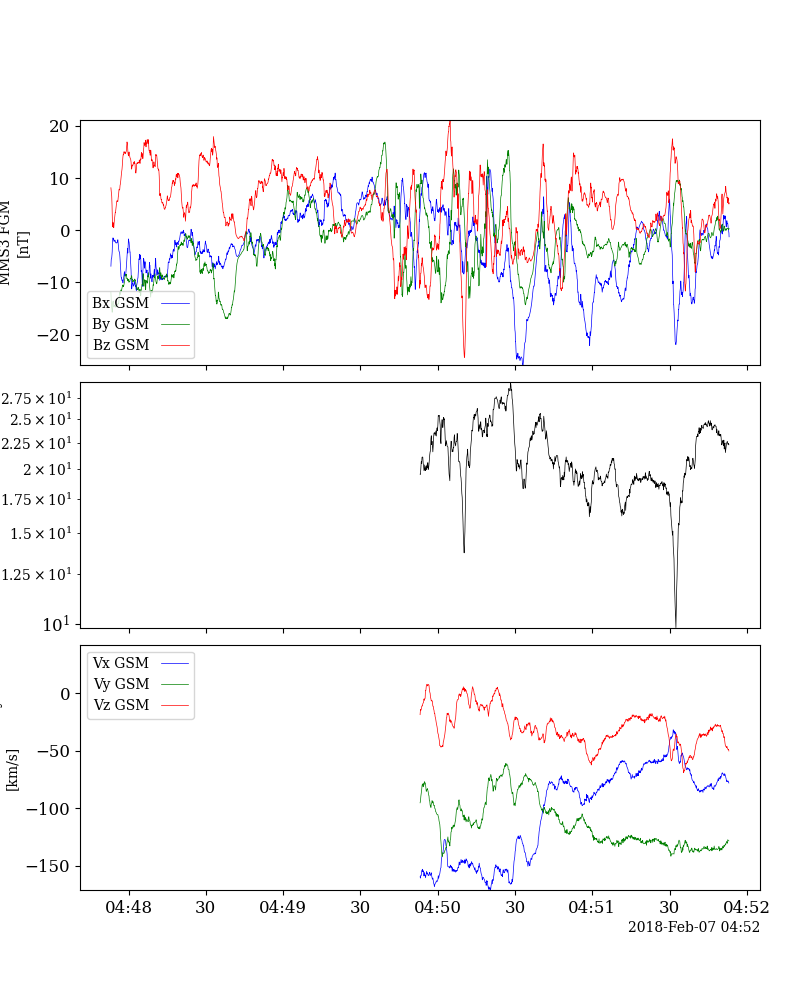 20
10
0
−10
−20
MMS3 FGM
[nT]
Bx GSM
By GSM
Bz GSM
2.75 × 10¹
2.5 × 10¹
2.25 × 10¹
2 × 10¹
1.75 × 10¹
1.5 × 10¹
1.25 × 10¹
10¹
0
−50
−100
−150
[km/s]
Vx GSM
Vy GSM
Vz GSM
04:48 30 04:49 30 04:50 30 04:51 30 04:52
2018-Feb-07 04:52